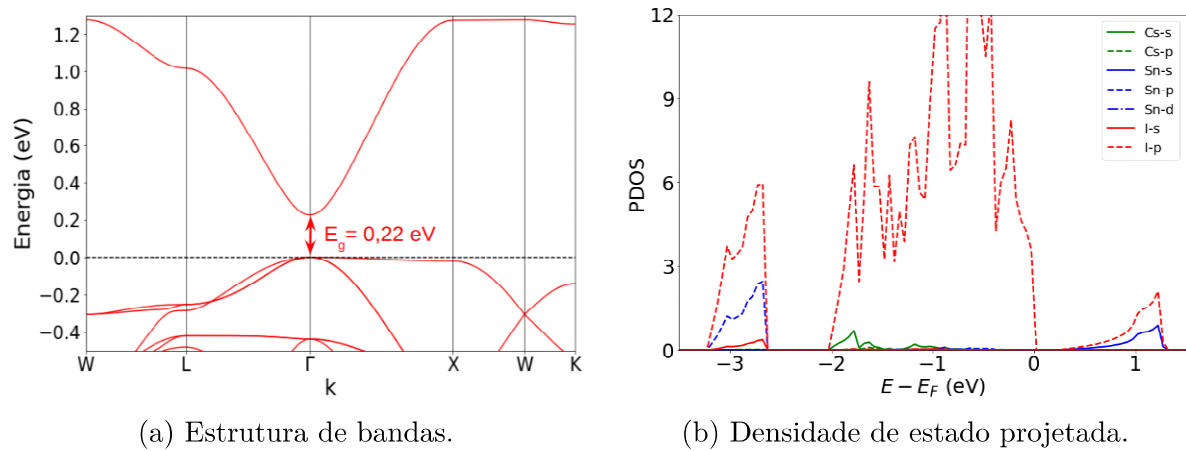 1.2
1.0
0.8
0.6
0.4
0.2
0.0
−0.2
−0.4
Energia (eV)
E_g= 0,22 eV
W L Γ X W K
k
12
9
6
3
0
PDOS
Cs-s
Cs-p
Sn-s
Sn-p
Sn-d
I-s
I-p
−3 −2 −1 0 1
E − E_F (eV)
(a) Estrutura de bandas.
(b) Densidade de estado projetada.